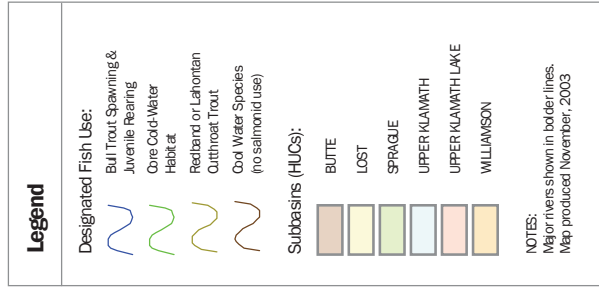 Legend
Designated Fish Use:
Bull Trout Spawning &
Juvenile Rearing
Core Cold-Water
Habitat
Redband or Lahontan
Cutthroat Trout
Cool Water Species
(no salmonid use)
Subbasins (HUCs):
BUTTE
LOST
SPRAGUE
UPPER KLAMATH
UPPER KLAMATH LAKE
WILLIAMSON
NOTES:
Major rivers shown in bolder lines.
Map produced November, 2003